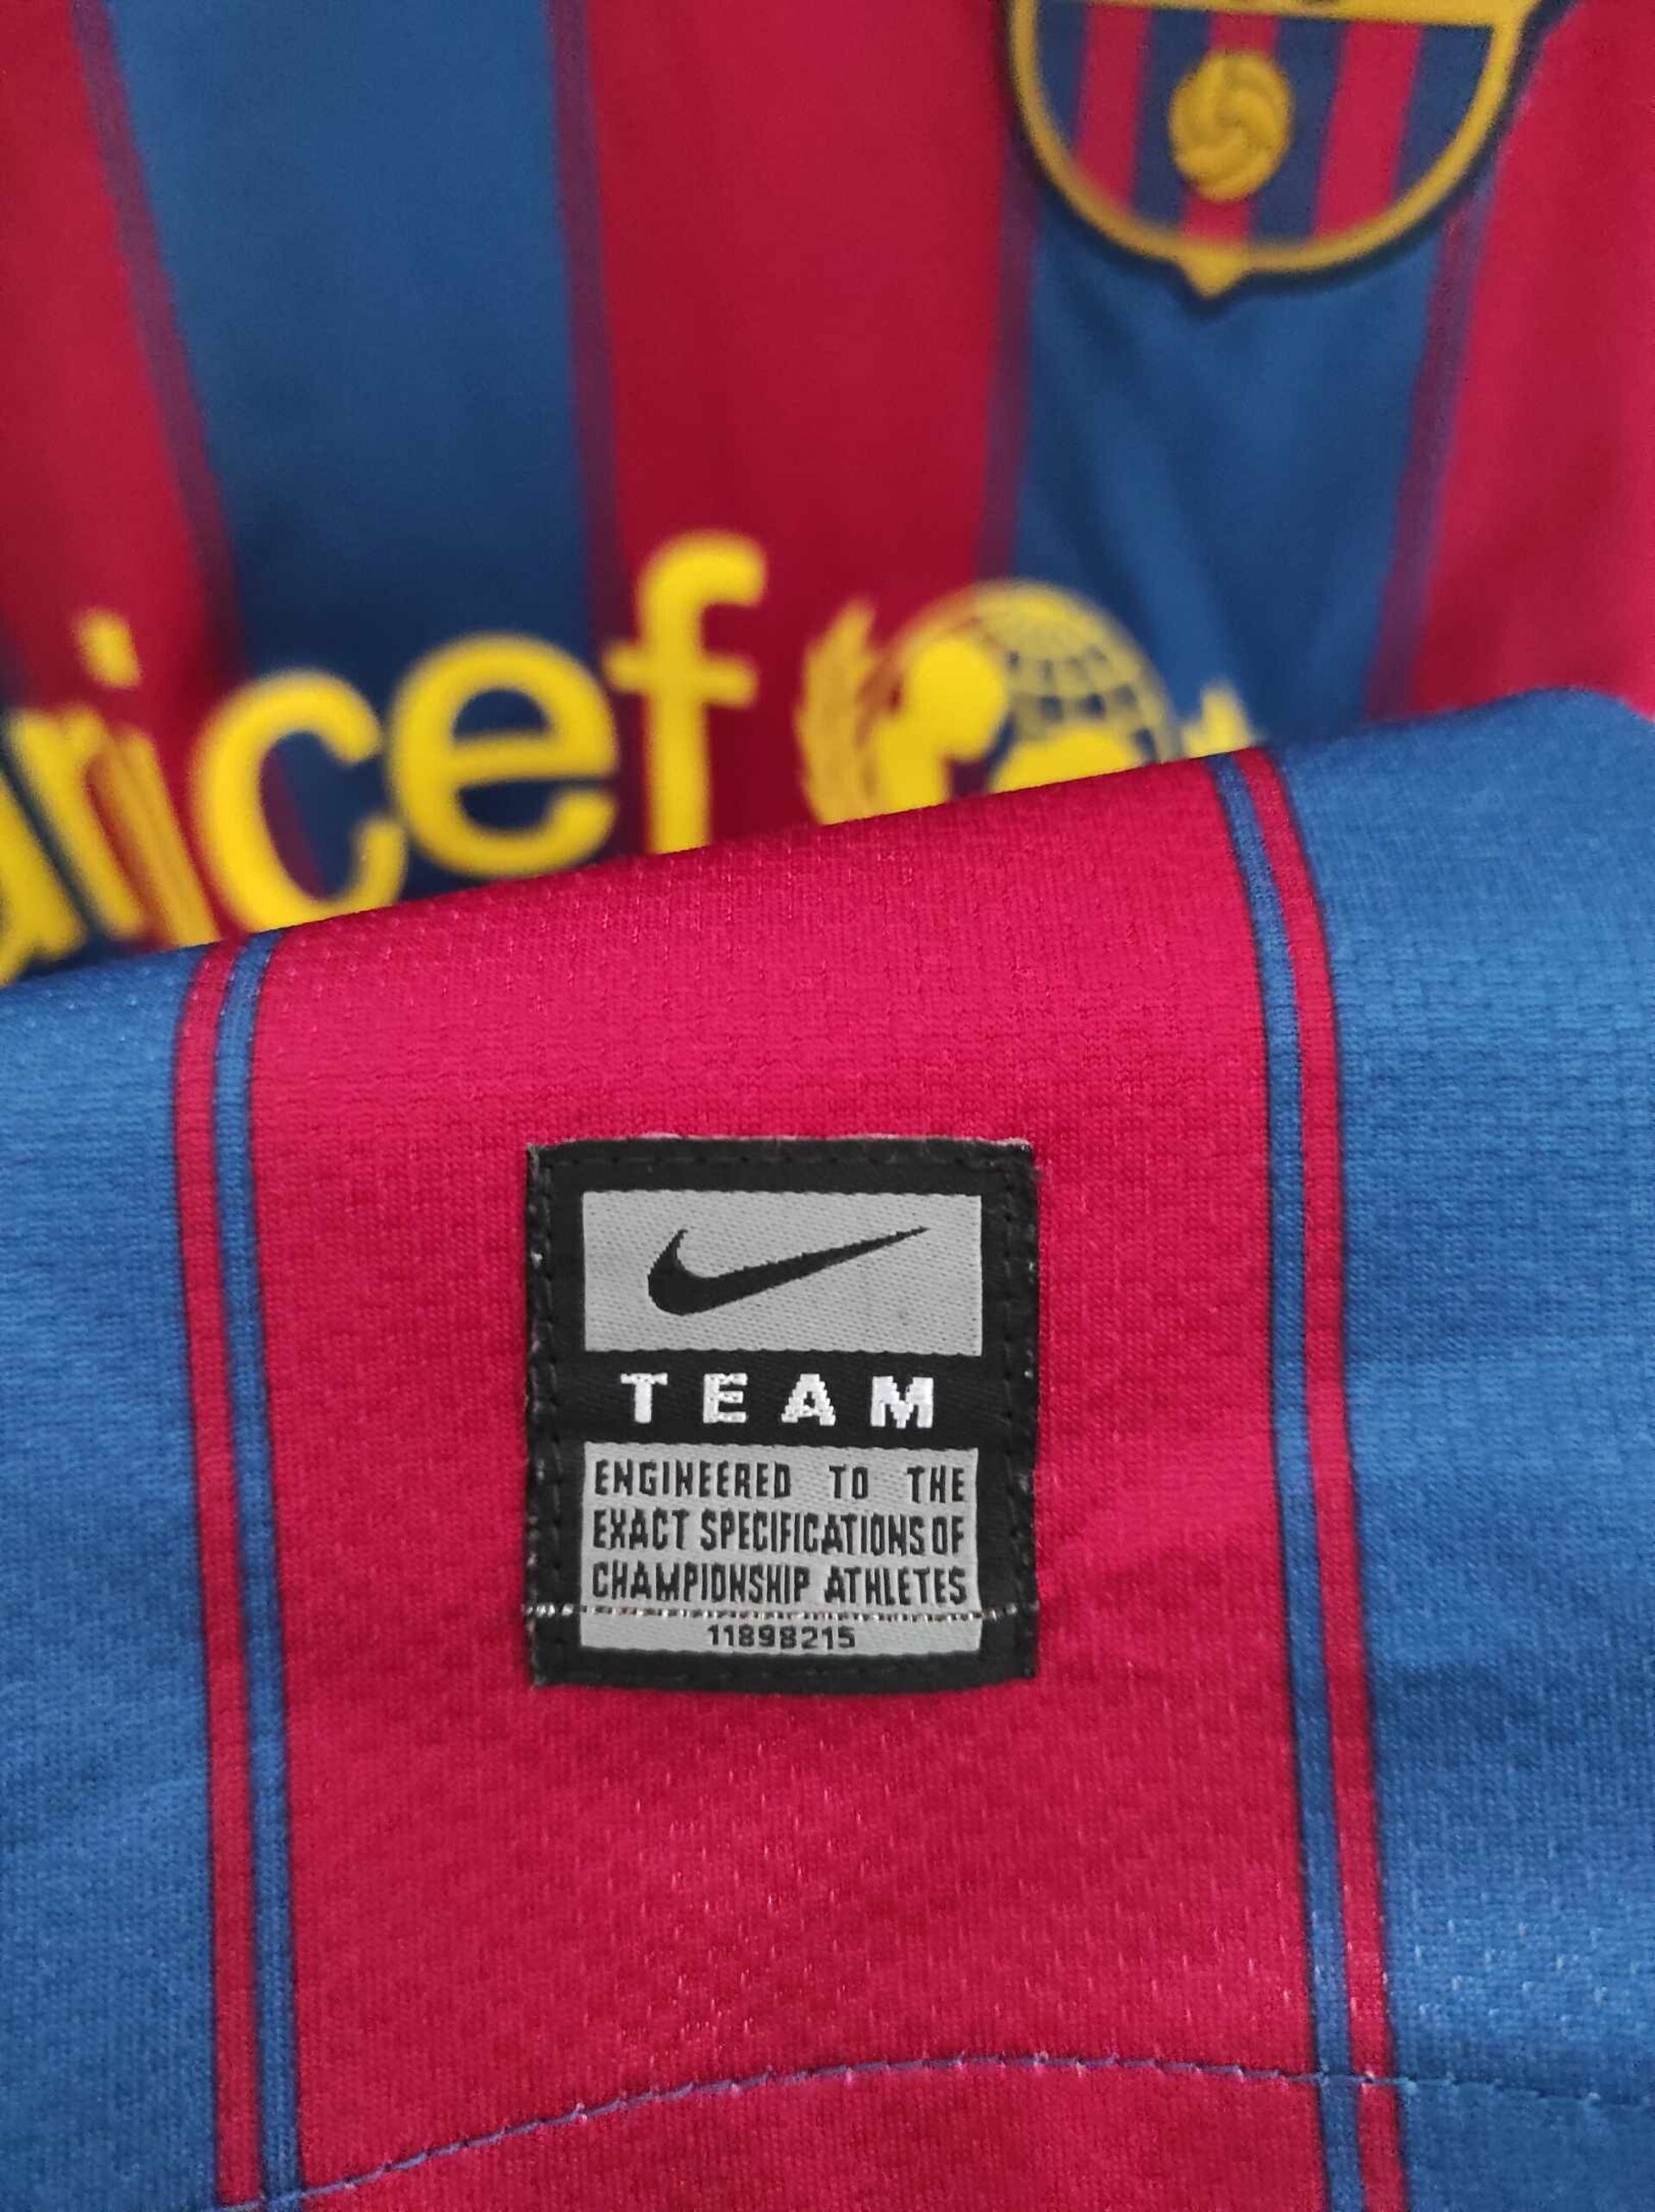 unicef
TEAM
ENGINEERED TO THE
EXACT SPECIFICATIONS OF
CHAMPIONSHIP ATHLETES
11898215